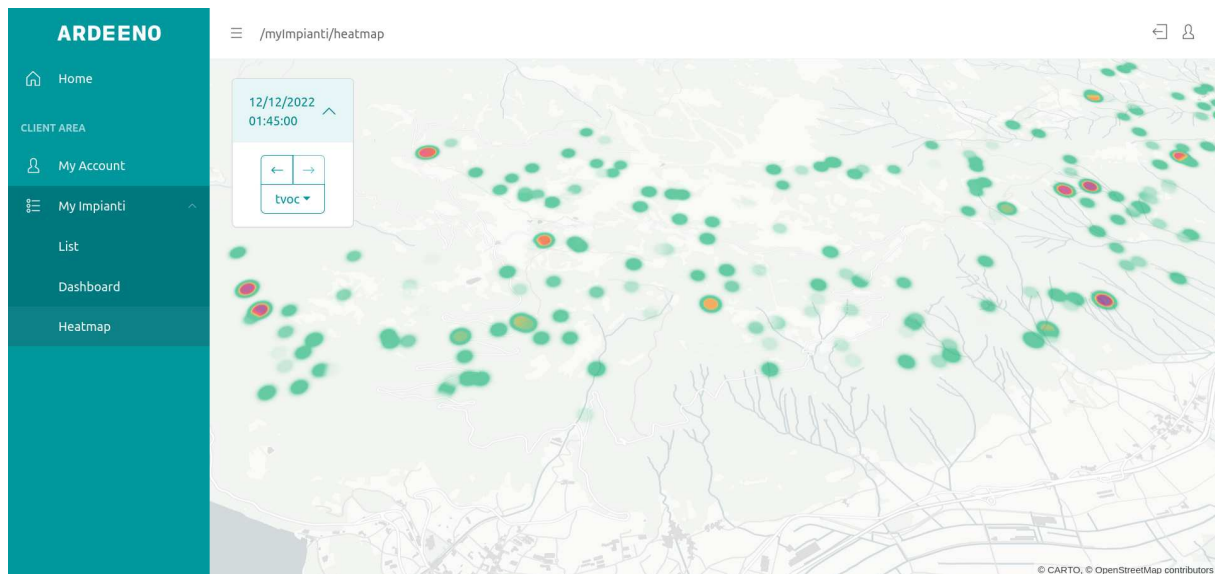 ARDEENO
/myImpianti/heatmap
Home
CLIENT AREA
My Account
My Impianti
List
Dashboard
Heatmap
12/12/2022
01:45:00
← →
tvoc
© CARTO, © OpenStreetMap contributors